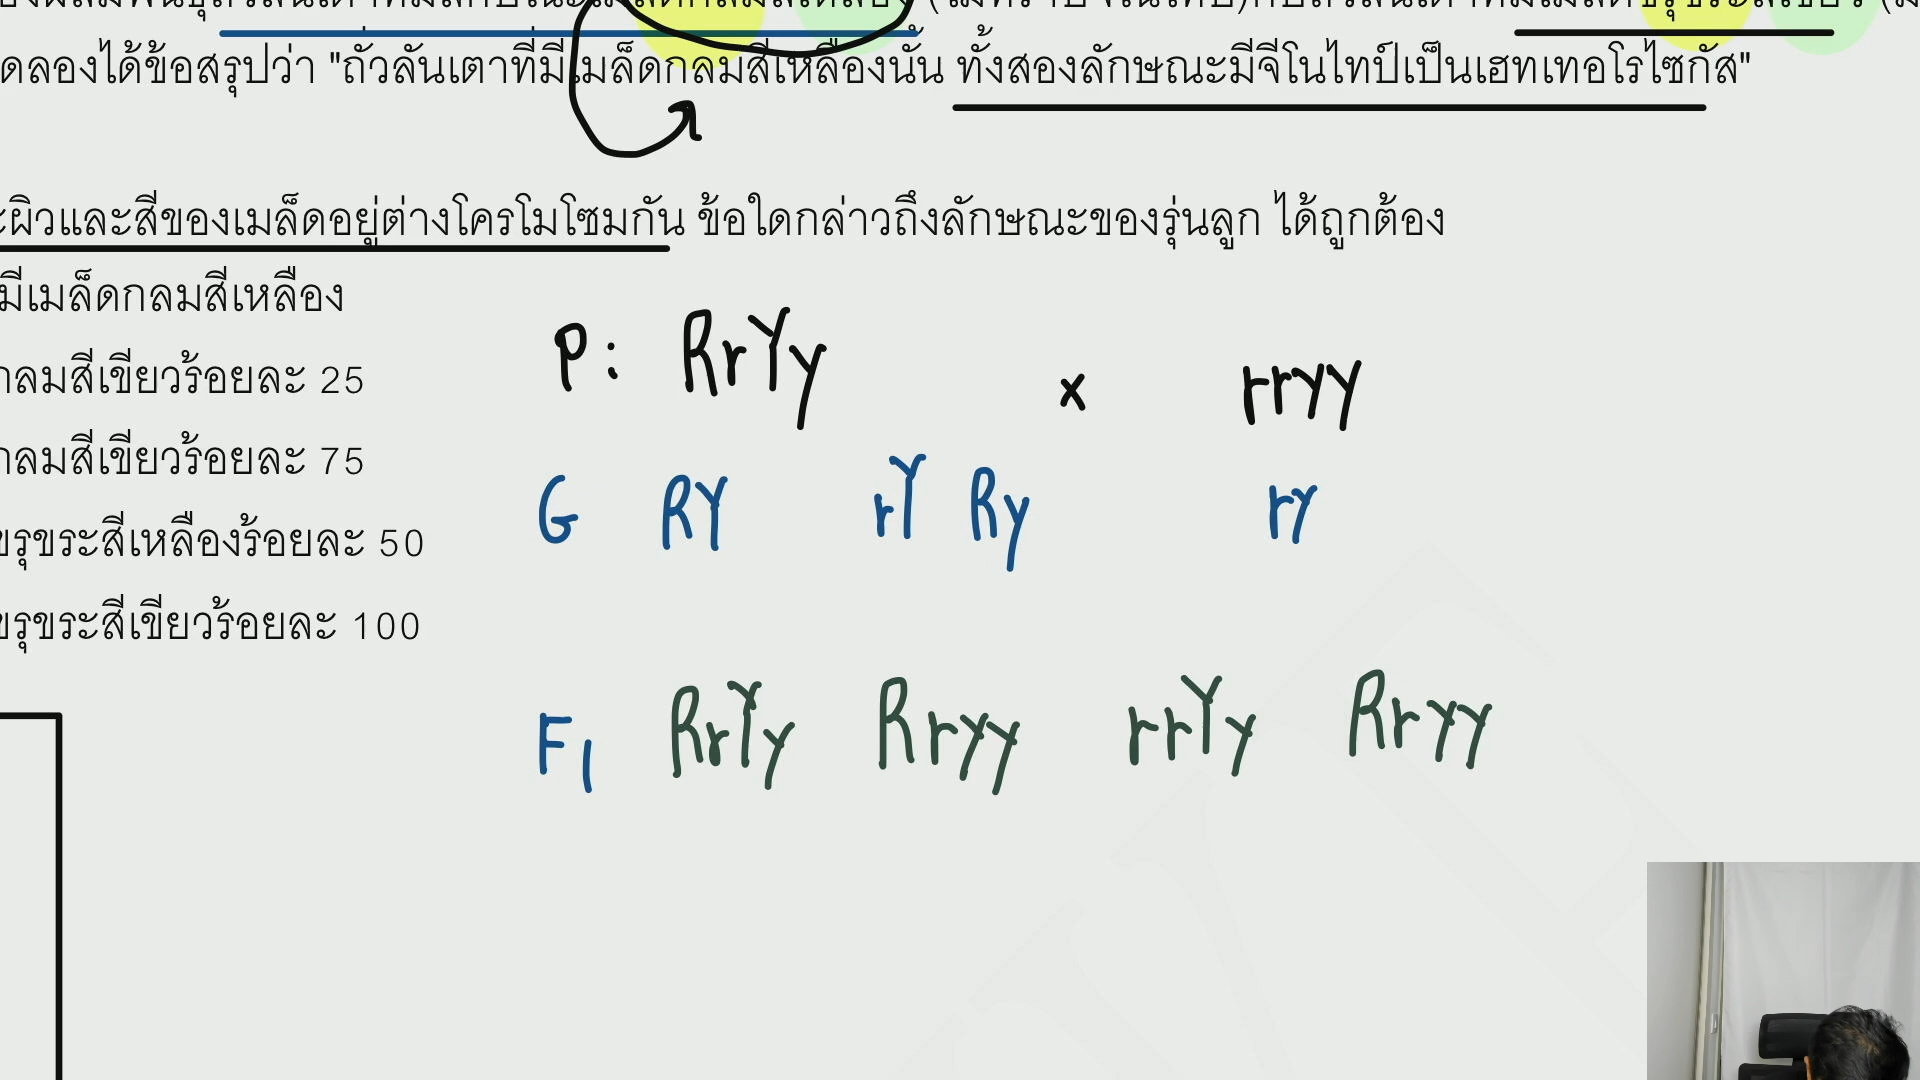 ดลองได้ข้อสรุปว่า "ถั่วลันเตาที่มีเมล็ดกลมสีเหลืองนั้น ทั้งสองลักษณะมีจีโนไทป์เป็นเฮทเทอโรไซกัส"
ะผิวและสีของเมล็ดอยู่ต่างโครโมโซมกัน ข้อใดกล่าวถึงลักษณะของรุ่นลูก ได้ถูกต้อง
มีเมล็ดกลมสีเหลือง
กลมสีเขียวร้อยละ 25
กลมสีเขียวร้อยละ 75
ขรุขระสีเหลืองร้อยละ 50
ขรุขระสีเขียวร้อยละ 100
P: RrYy x rryy
G RY rY Ry ry
F1 RrYy Rryy rrYy Rryy